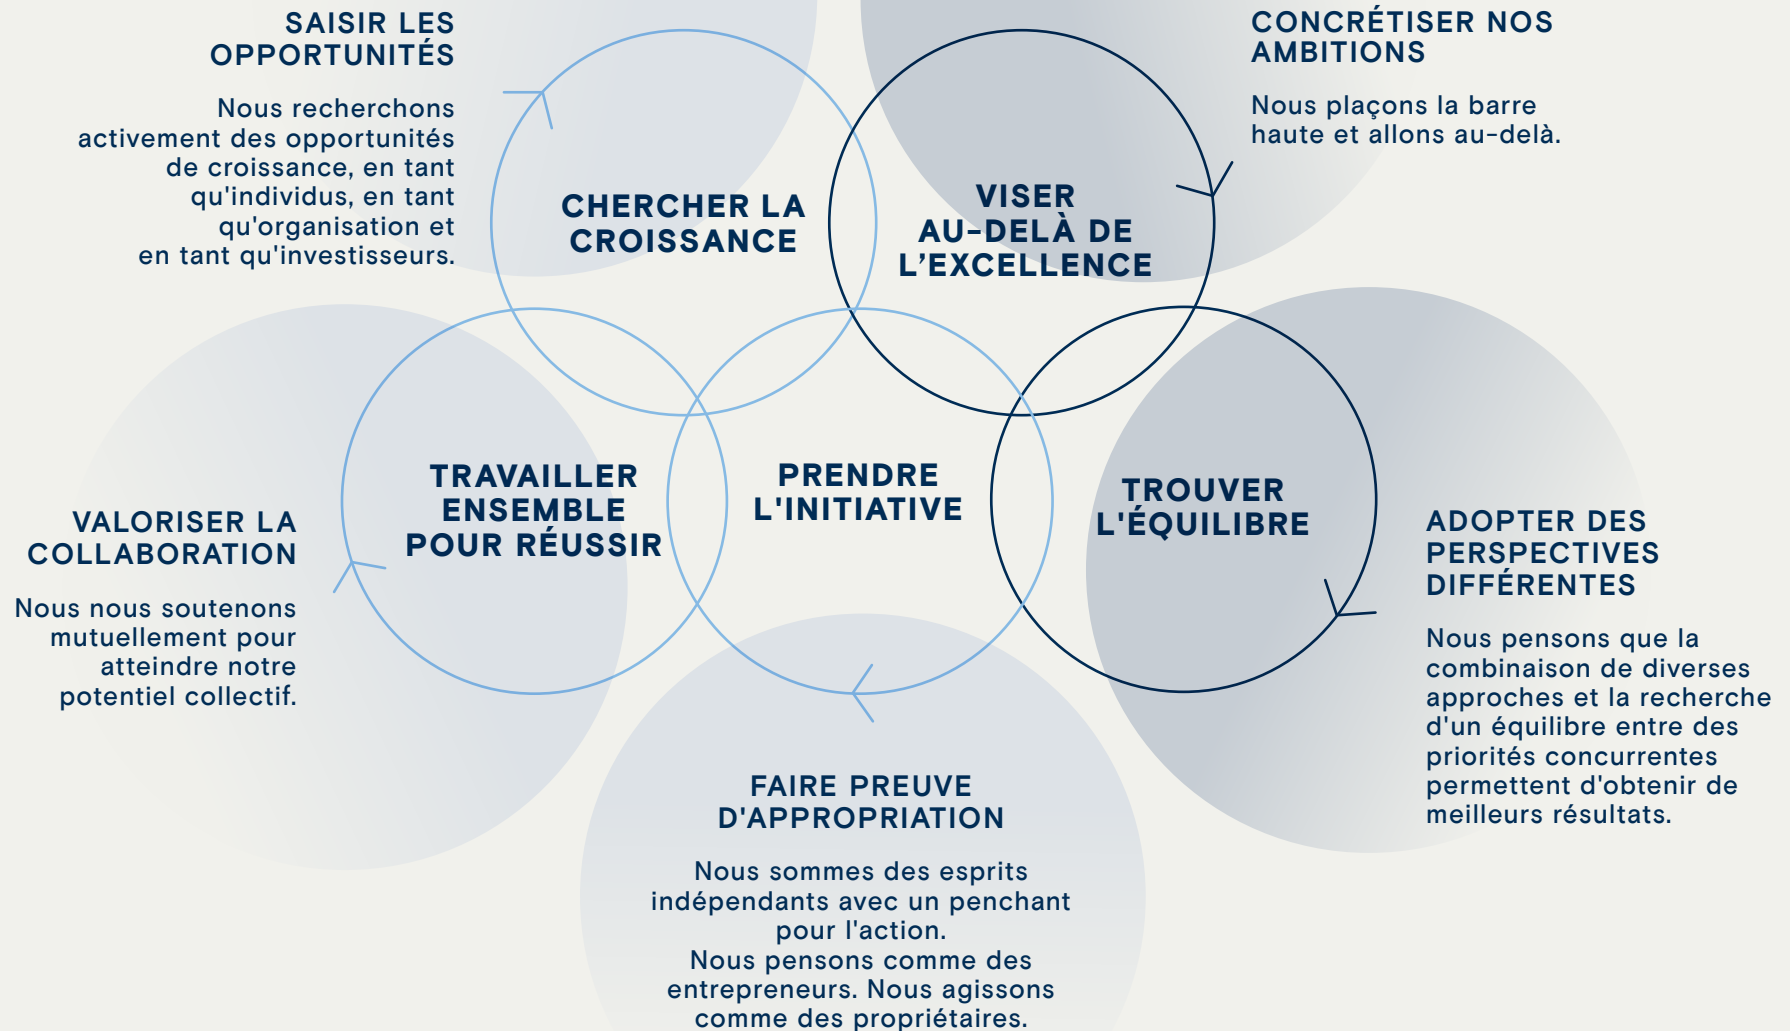 SAISIR LES
OPPORTUNITÉS
Nous recherchons
activement des opportunités
de croissance, en tant
qu'individus, en tant
qu'organisation et
en tant qu'investisseurs.
CONCRÉTISER NOS
AMBITIONS
Nous plaçons la barre
haute et allons au-delà.
CHERCHER LA
CROISSANCE
VISER
AU-DELÀ DE
L’EXCELLENCE
TRAVAILLER
ENSEMBLE
POUR RÉUSSIR
PRENDRE
L'INITIATIVE
TROUVER
L'ÉQUILIBRE
VALORISER LA
COLLABORATION
Nous nous soutenons
mutuellement pour
atteindre notre
potentiel collectif.
ADOPTER DES
PERSPECTIVES
DIFFÉRENTES
Nous pensons que la
combinaison de diverses
approches et la recherche
d'un équilibre entre des
priorités concurrentes
permettent d'obtenir de
meilleurs résultats.
FAIRE PREUVE
D'APPROPRIATION
Nous sommes des esprits
indépendants avec un penchant
pour l'action.
Nous pensons comme des
entrepreneurs. Nous agissons
comme des propriétaires.